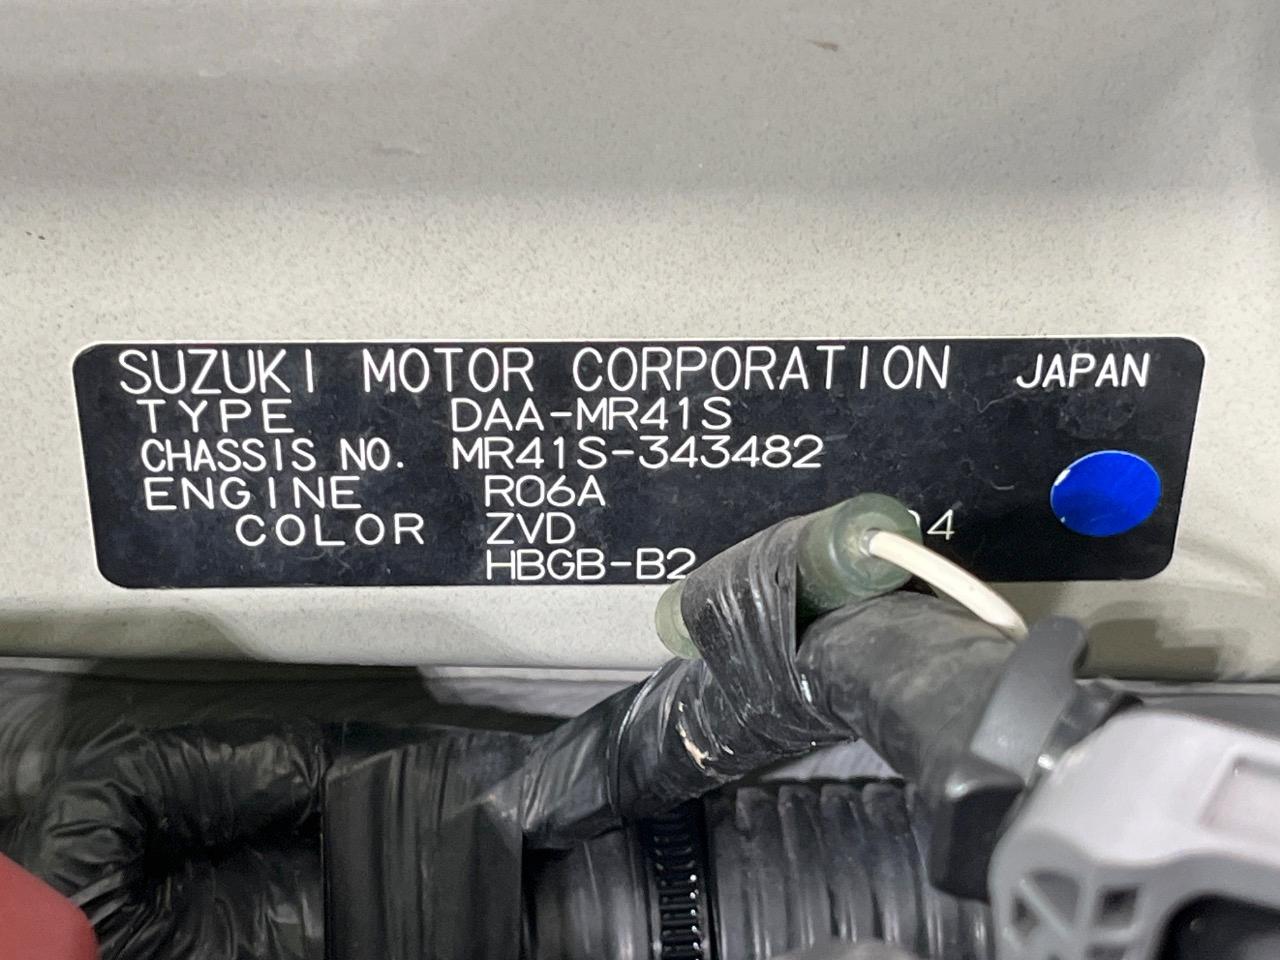 SUZUKI MOTOR CORPORATION JAPAN
TYPE DAA-MR41S
CHASSIS NO. MR41S-343482
ENGINE R06A
COLOR ZVD
HBGB-B2